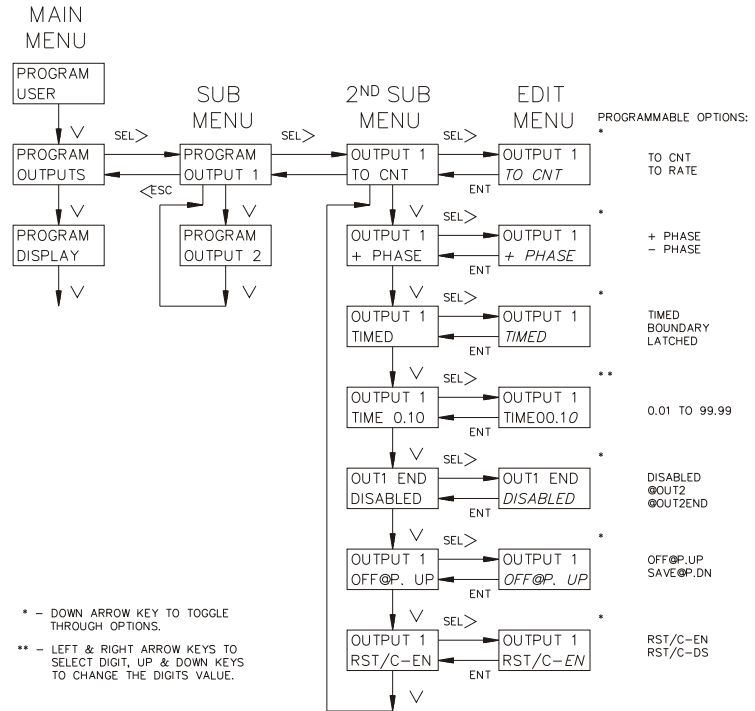 MAIN
MENU
PROGRAM
USER
SUB
MENU
2ND SUB
MENU
EDIT
MENU
PROGRAMMABLE OPTIONS:
SEL>
SEL>
SEL>
*
PROGRAM
OUTPUTS
PROGRAM
OUTPUT 1
OUTPUT 1
TO CNT
OUTPUT 1
TO CNT
TO CNT
TO RATE
<ESC
ENT
PROGRAM
DISPLAY
PROGRAM
OUTPUT 2
SEL>
*
OUTPUT 1
+ PHASE
OUTPUT 1
+ PHASE
+ PHASE
– PHASE
ENT
SEL>
*
OUTPUT 1
TIMED
OUTPUT 1
TIMED
TIMED
BOUNDARY
LATCHED
ENT
SEL>
**
OUTPUT 1
TIME 0.10
OUTPUT 1
TIME00.10
0.01 TO 99.99
ENT
SEL>
*
OUT1 END
DISABLED
OUT1 END
DISABLED
DISABLED
@OUT2
@OUT2END
ENT
SEL>
*
OUTPUT 1
OFF@P. UP
OUTPUT 1
OFF@P. UP
OFF@P.UP
SAVE@P.DN
ENT
SEL>
*
OUTPUT 1
RST/C–EN
OUTPUT 1
RST/C–EN
RST/C–EN
RST/C–DS
ENT
* – DOWN ARROW KEY TO TOGGLE
THROUGH OPTIONS.
** – LEFT & RIGHT ARROW KEYS TO
SELECT DIGIT, UP & DOWN KEYS
TO CHANGE THE DIGITS VALUE.